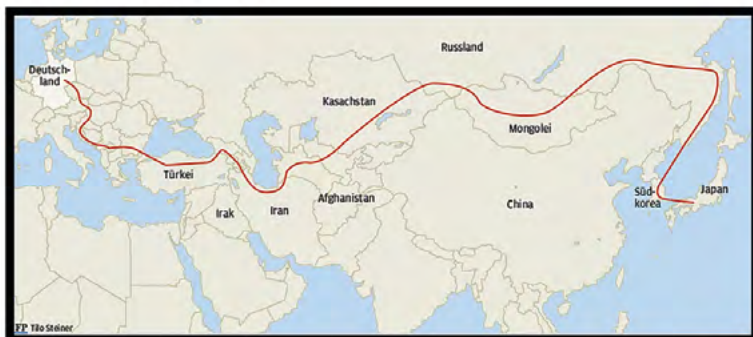 Russland
Deutsch-
land
Kasachstan
Mongolei
Türkei
Japan
Süd-
korea
Afghanistan
Iran
Irak
China
FP Tilo Steiner